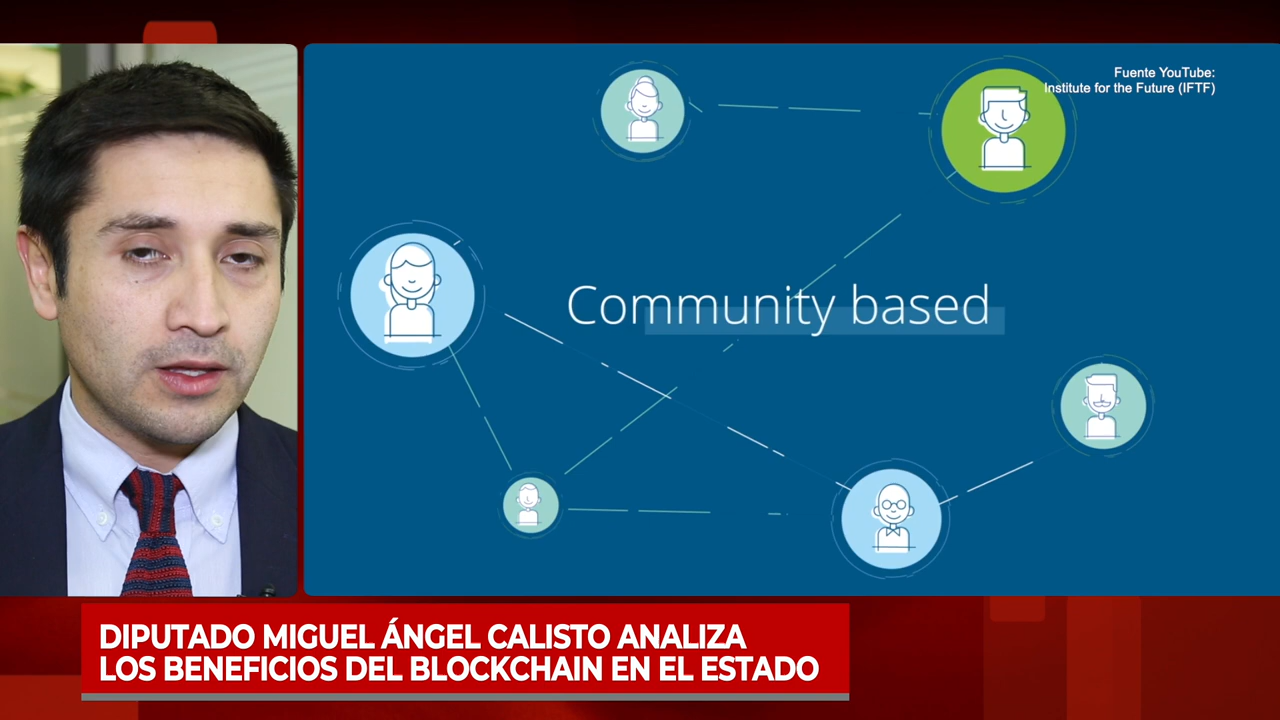 Fuente YouTube:
Institute for the Future (IFTF)
Community based
DIPUTADO MIGUEL ÁNGEL CALISTO ANALIZA
LOS BENEFICIOS DEL BLOCKCHAIN EN EL ESTADO